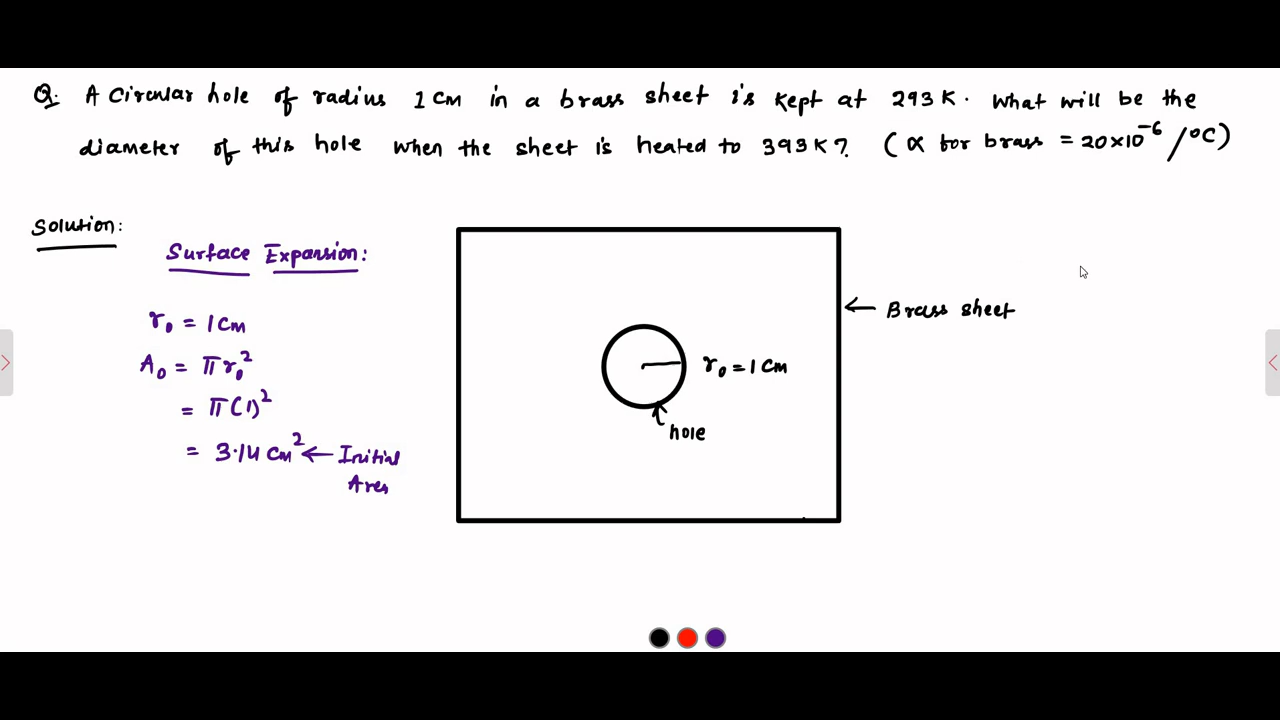 Q. A Circular hole of radius 1 cm in a brass sheet is kept at 293 K. What will be the
diameter of this hole when the sheet is heated to 393 K? (α for brass = 20×10⁻⁶ /°C)
Solution:
Surface Expansion:
r₀ = 1 cm
A₀ = π r₀²
= π(1)²
= 3.14 cm² ← Initial
Area
← Brass sheet
r₀ = 1 cm
hole